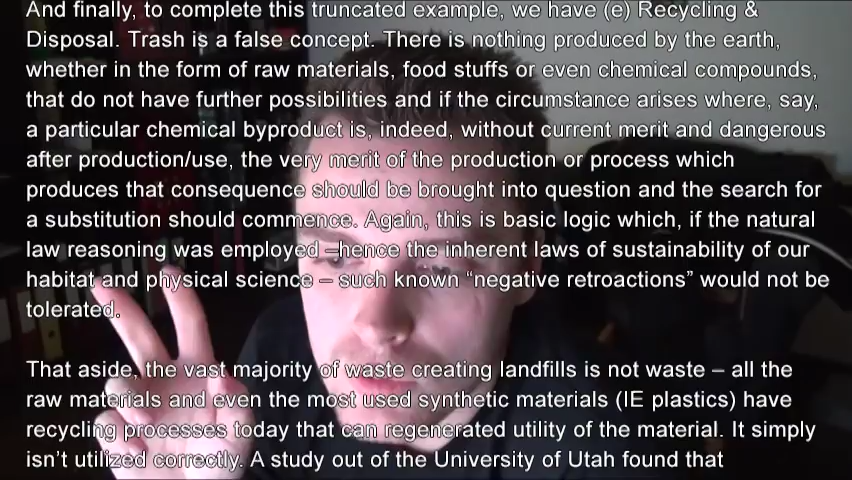 And finally, to complete this truncated example, we have (e) Recycling &
Disposal. Trash is a false concept. There is nothing produced by the earth,
whether in the form of raw materials, food stuffs or even chemical compounds,
that do not have further possibilities and if the circumstance arises where, say,
a particular chemical byproduct is, indeed, without current merit and dangerous
after production/use, the very merit of the production or process which
produces that consequence should be brought into question and the search for
a substitution should commence. Again, this is basic logic which, if the natural
law reasoning was employed –hence the inherent laws of sustainability of our
habitat and physical science – such known “negative retroactions” would not be
tolerated.
That aside, the vast majority of waste creating landfills is not waste – all the
raw materials and even the most used synthetic materials (IE plastics) have
recycling processes today that can regenerated utility of the material. It simply
isn’t utilized correctly. A study out of the University of Utah found that